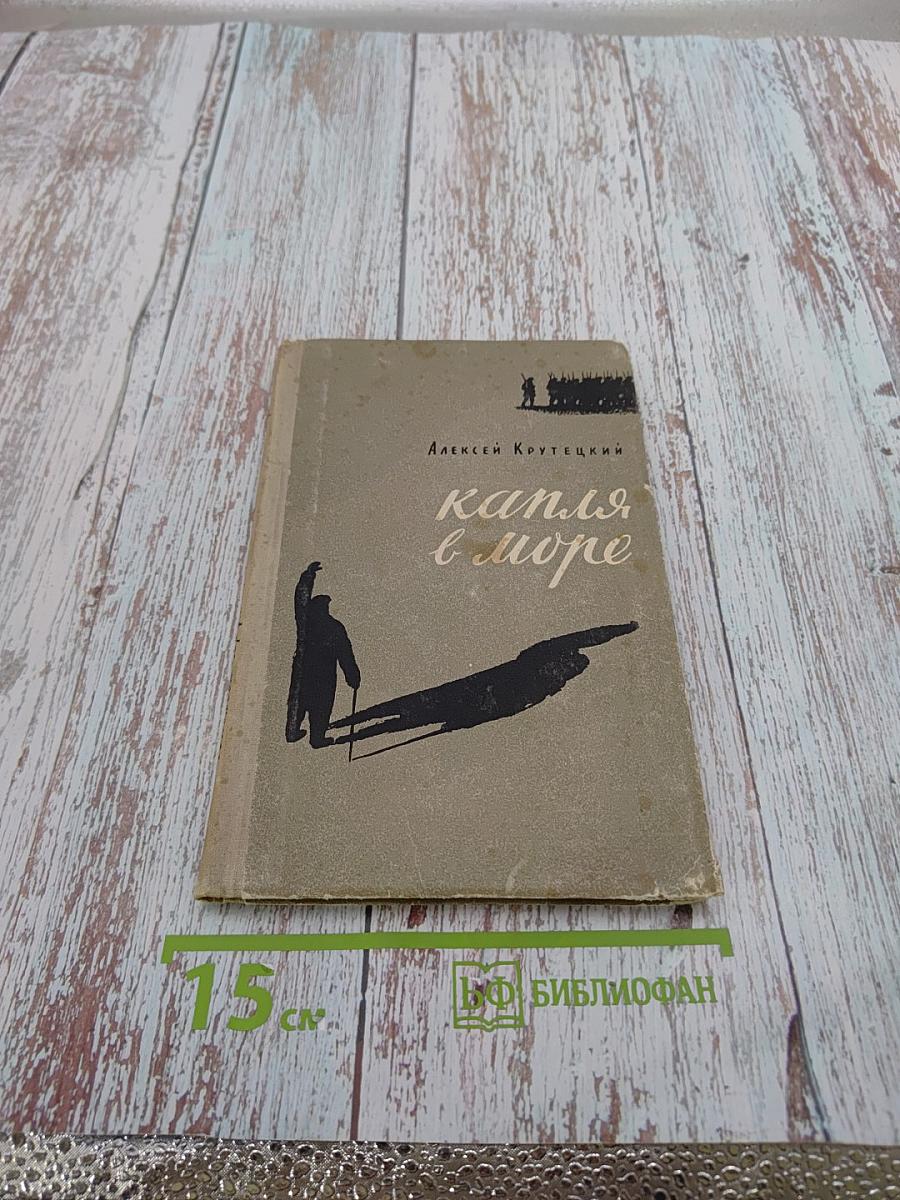 Алексей Крутецкий
капля
в море
15 см
БФ БИБЛИОФАН